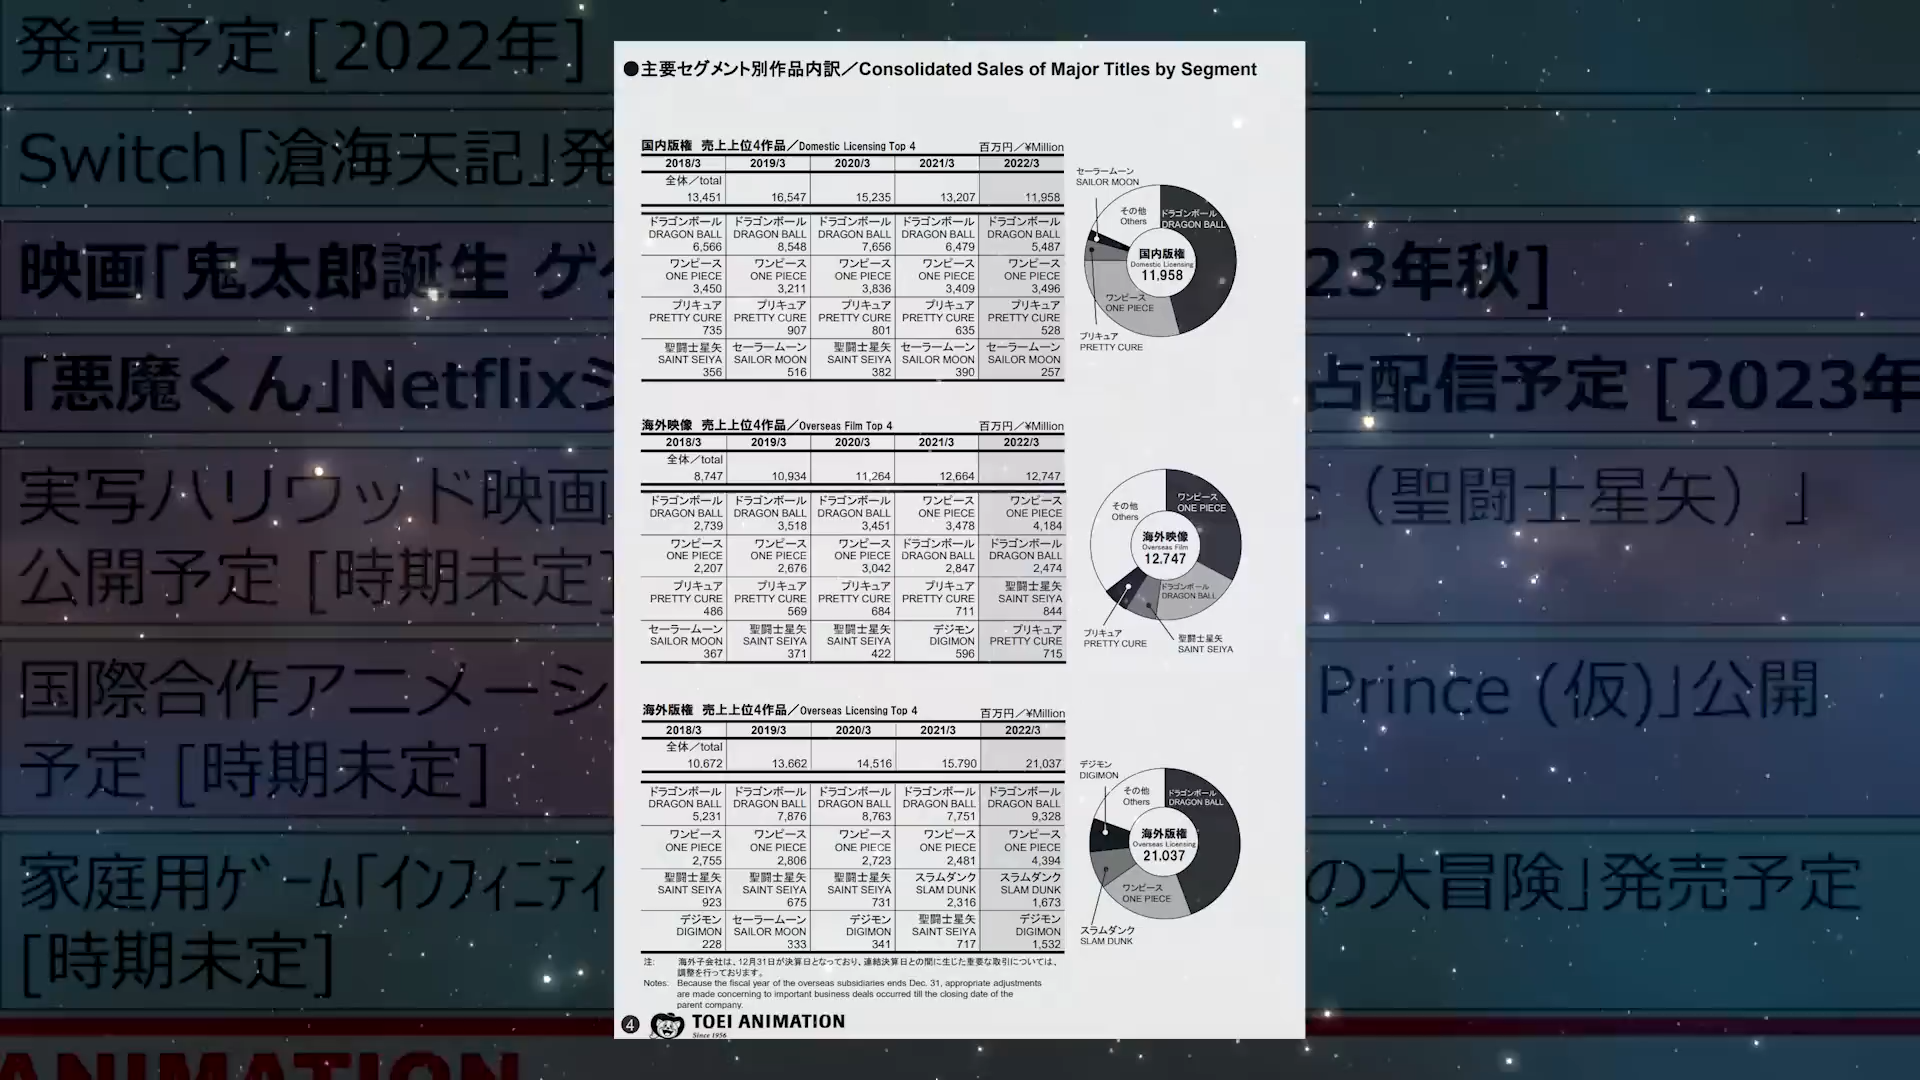 発売予定 [2022年]
Switch「滄海天記」発
映画「鬼太郎誕生 ゲゲ
23年秋]
「悪魔くん」Netflixシ
占配信予定 [2023年
実写ハリウッド映画
(聖闘士星矢)」
公開予定 [時期未定]
国際合作アニメーシ
Prince (仮)」公開
予定 [時期未定]
家庭用ゲーム「インフィニティ
の大冒険」発売予定
[時期未定]
ANIMATION
●主要セグメント別作品内訳/Consolidated Sales of Major Titles by Segment
国内版権 売上上位4作品/Domestic Licensing Top 4 百万円/¥Million
2018/3 2019/3 2020/3 2021/3 2022/3
全体/total
13,451 16,547 15,235 13,207 11,958
ドラゴンボール ドラゴンボール ドラゴンボール ドラゴンボール ドラゴンボール
DRAGON BALL DRAGON BALL DRAGON BALL DRAGON BALL DRAGON BALL
6,566 8,548 7,656 6,479 5,487
ワンピース ワンピース ワンピース ワンピース ワンピース
ONE PIECE ONE PIECE ONE PIECE ONE PIECE ONE PIECE
3,450 3,211 3,836 3,409 3,496
プリキュア プリキュア プリキュア プリキュア プリキュア
PRETTY CURE PRETTY CURE PRETTY CURE PRETTY CURE PRETTY CURE
735 907 801 635 528
聖闘士星矢 セーラームーン 聖闘士星矢 セーラームーン セーラームーン
SAINT SEIYA SAILOR MOON SAINT SEIYA SAILOR MOON SAILOR MOON
356 516 382 390 257
セーラームーン
SAILOR MOON
その他
Others
ドラゴンボール
DRAGON BALL
国内版権
Domestic Licensing
11,958
ワンピース
ONE PIECE
プリキュア
PRETTY CURE
海外映像 売上上位4作品/Overseas Film Top 4 百万円/¥Million
2018/3 2019/3 2020/3 2021/3 2022/3
全体/total
8,747 10,934 11,264 12,664 12,747
ドラゴンボール ドラゴンボール ドラゴンボール ワンピース ワンピース
DRAGON BALL DRAGON BALL DRAGON BALL ONE PIECE ONE PIECE
2,739 3,518 3,451 3,478 4,184
ワンピース ワンピース ワンピース ドラゴンボール ドラゴンボール
ONE PIECE ONE PIECE ONE PIECE DRAGON BALL DRAGON BALL
2,207 2,676 3,042 2,847 2,474
プリキュア プリキュア プリキュア プリキュア 聖闘士星矢
PRETTY CURE PRETTY CURE PRETTY CURE PRETTY CURE SAINT SEIYA
486 569 684 711 844
セーラームーン 聖闘士星矢 聖闘士星矢 デジモン プリキュア
SAILOR MOON SAINT SEIYA SAINT SEIYA DIGIMON PRETTY CURE
367 371 422 596 715
その他
Others
ワンピース
ONE PIECE
海外映像
Overseas Film
12,747
ドラゴンボール
DRAGON BALL
プリキュア
PRETTY CURE
聖闘士星矢
SAINT SEIYA
海外版権 売上上位4作品/Overseas Licensing Top 4 百万円/¥Million
2018/3 2019/3 2020/3 2021/3 2022/3
全体/total
10,672 13,662 14,516 15,790 21,037
ドラゴンボール ドラゴンボール ドラゴンボール ドラゴンボール ドラゴンボール
DRAGON BALL DRAGON BALL DRAGON BALL DRAGON BALL DRAGON BALL
5,231 7,876 8,763 7,751 9,328
ワンピース ワンピース ワンピース ワンピース ワンピース
ONE PIECE ONE PIECE ONE PIECE ONE PIECE ONE PIECE
2,755 2,806 2,723 2,481 4,394
聖闘士星矢 聖闘士星矢 聖闘士星矢 スラムダンク スラムダンク
SAINT SEIYA SAINT SEIYA SAINT SEIYA SLAM DUNK SLAM DUNK
923 675 731 2,316 1,673
デジモン セーラームーン デジモン 聖闘士星矢 デジモン
DIGIMON SAILOR MOON DIGIMON SAINT SEIYA DIGIMON
228 333 341 717 1,532
デジモン
DIGIMON
その他
Others
ドラゴンボール
DRAGON BALL
海外版権
Overseas Licensing
21,037
ワンピース
ONE PIECE
スラムダンク
SLAM DUNK
注: 海外子会社は、12月31日が決算日となっており、連結決算日との間に生じた重要な取引については、
調整を行っております。
Notes: Because the fiscal year of the overseas subsidiaries ends Dec. 31, appropriate adjustments
are made concerning to important business deals occurred till the closing date of the
parent company.
4 TOEI ANIMATION
Since 1956